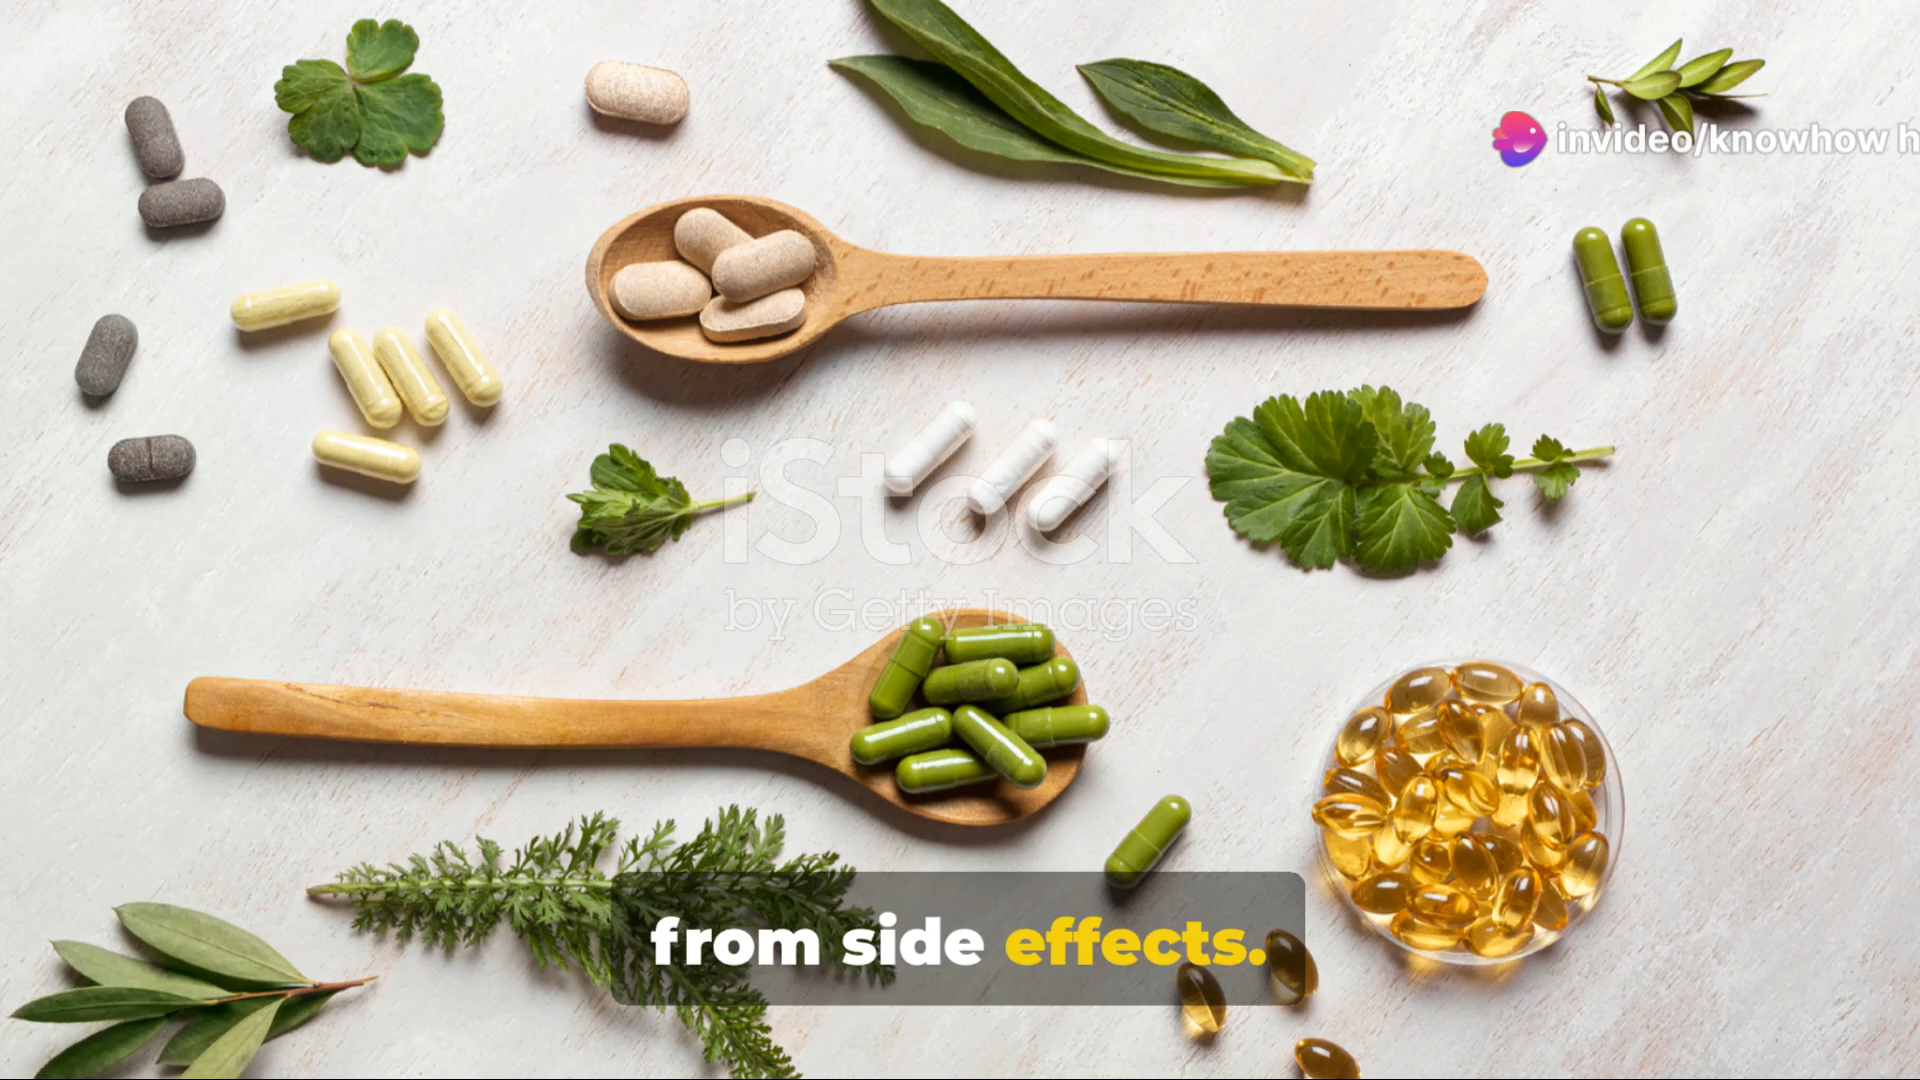 invideo/knowhow h
iStock
by Getty Images
from side effects.